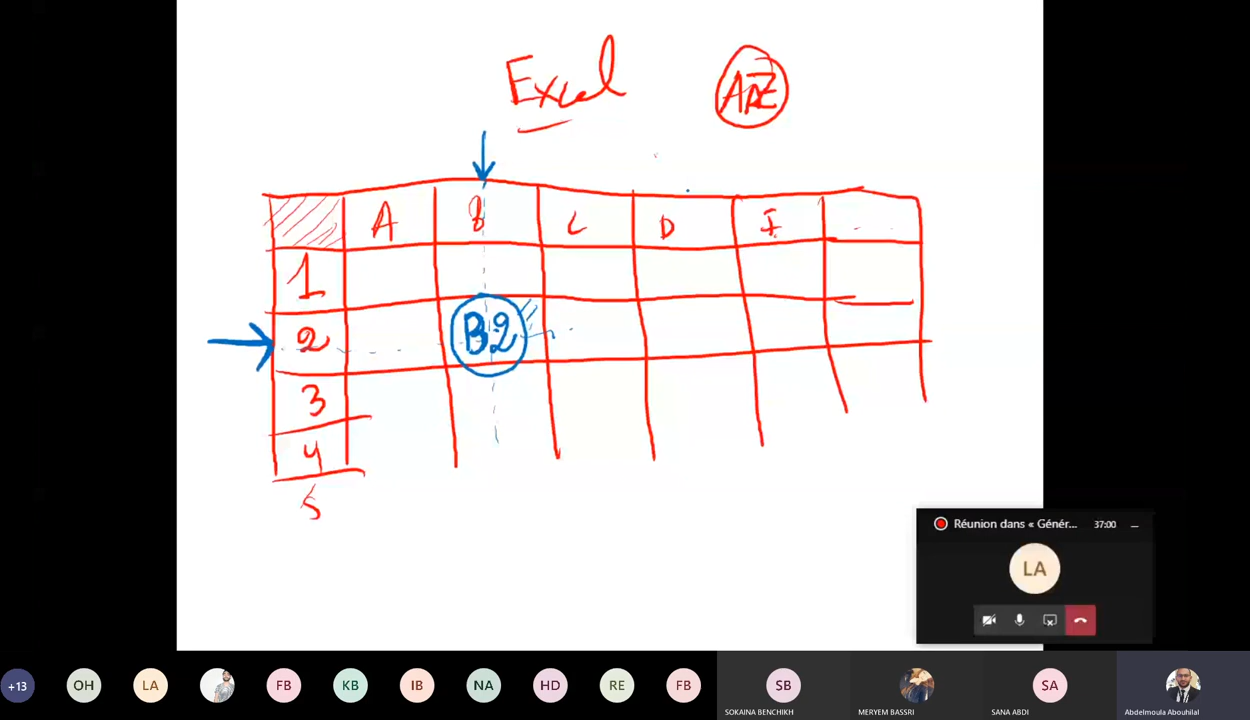 Excel
A B C D E ...
1
2 B2
3
4
5
Réunion dans « Génér... 37:00
LA
+13 OH LA FB KB IB NA HD RE FB SB SA
SOKAINA BENCHIKH MERYEM BASSRI SANA ABDI Abdelmoula Abouhilal